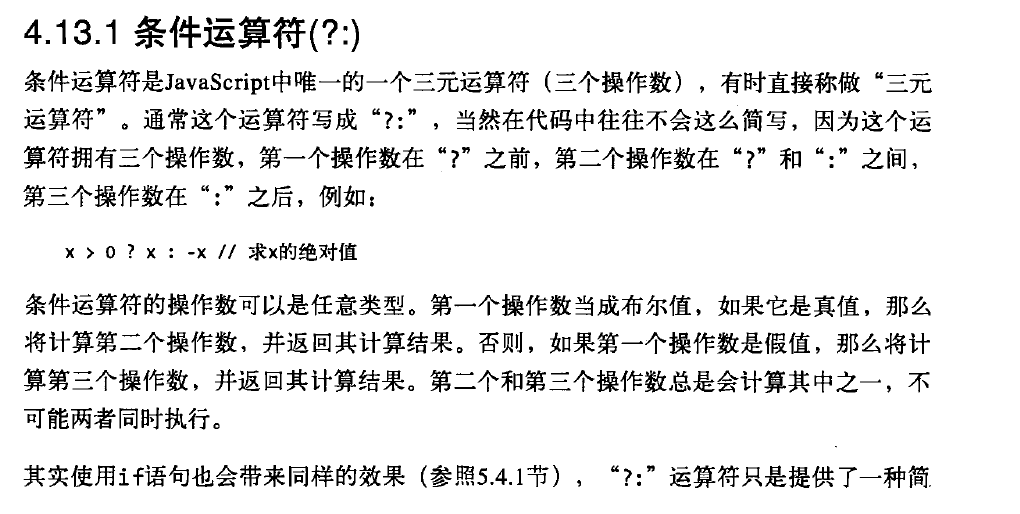 4.13.1 条件运算符(?:)
条件运算符是JavaScript中唯一的一个三元运算符（三个操作数），有时直接称做“三元
运算符”。通常这个运算符写成“?:”，当然在代码中往往不会这么简写，因为这个运
算符拥有三个操作数，第一个操作数在“?”之前，第二个操作数在“?”和“:”之间，
第三个操作数在“:”之后，例如：
x > 0 ? x : -x // 求x的绝对值
条件运算符的操作数可以是任意类型。第一个操作数当成布尔值，如果它是真值，那么
将计算第二个操作数，并返回其计算结果。否则，如果第一个操作数是假值，那么将计
算第三个操作数，并返回其计算结果。第二个和第三个操作数总是会计算其中之一，不
可能两者同时执行。
其实使用if语句也会带来同样的效果（参照5.4.1节），“?:”运算符只是提供了一种简